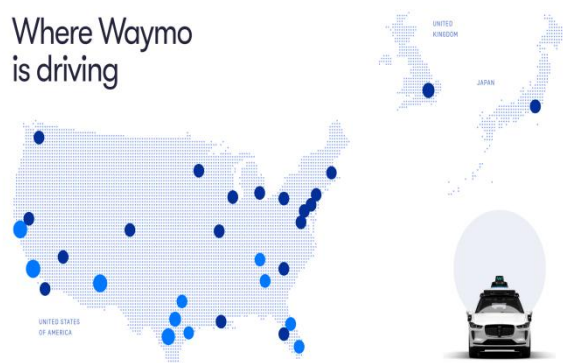 Where Waymo
is driving
UNITED
KINGDOM
JAPAN
UNITED STATES
OF AMERICA